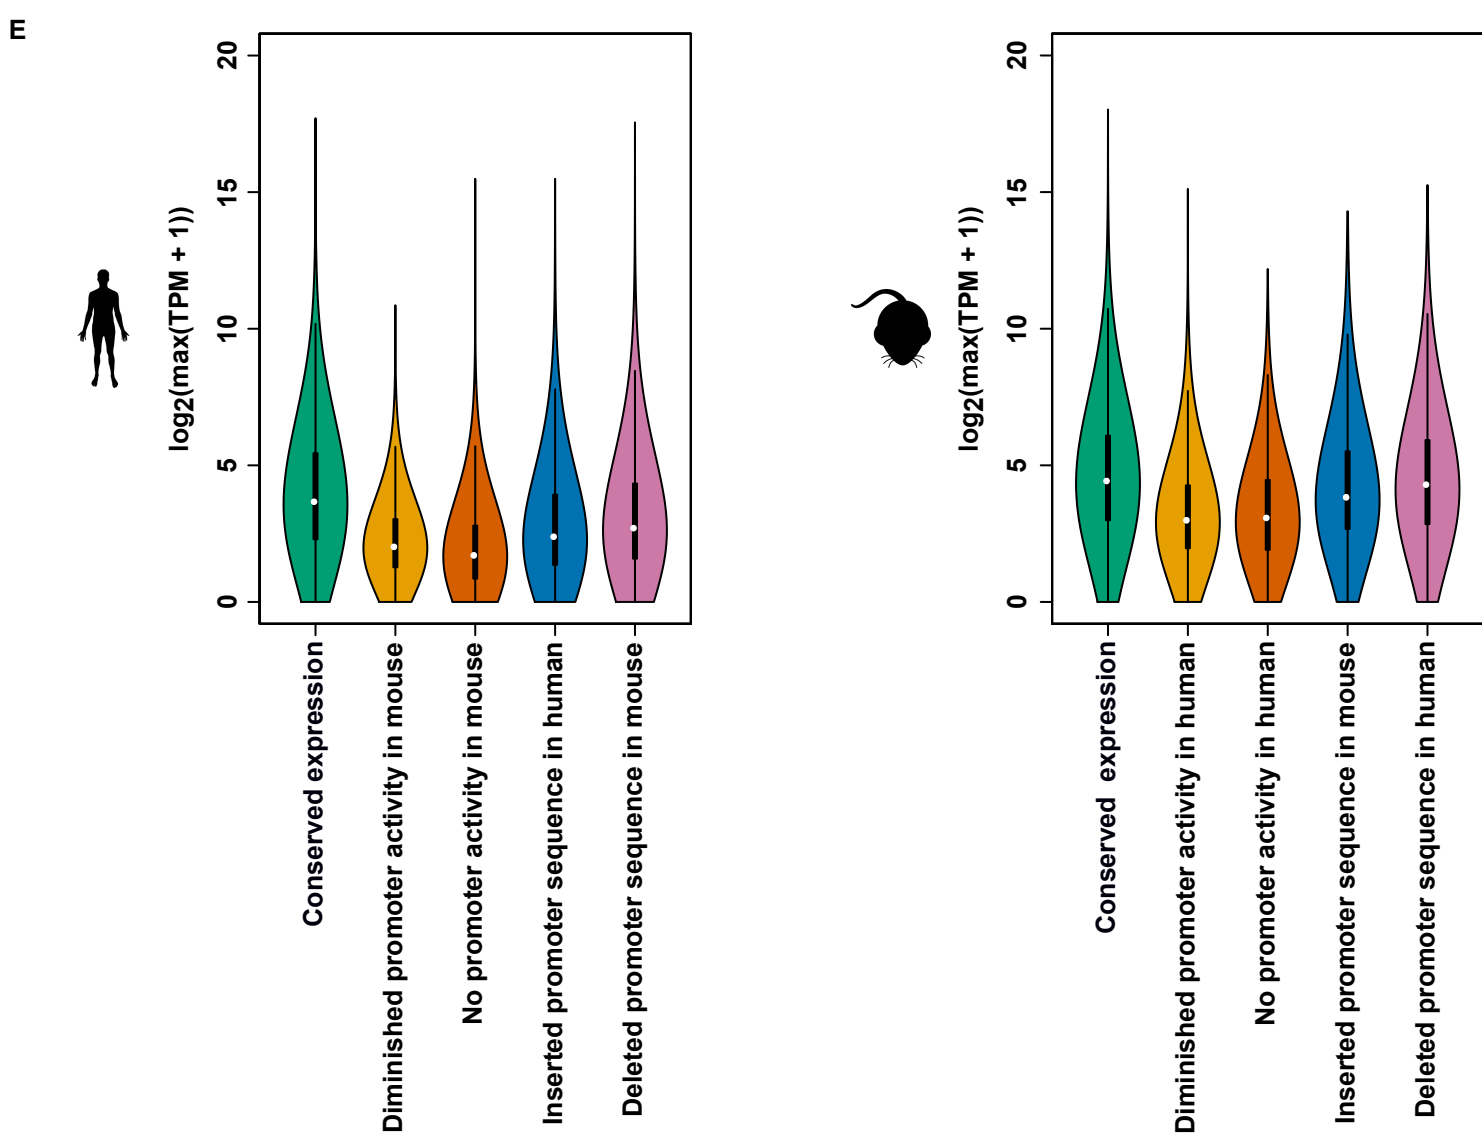 E
20
15
10
5
0
log2(max(TPM + 1))
Conserved expression
Diminished promoter activity in mouse
No promoter activity in mouse
Inserted promoter sequence in human
Deleted promoter sequence in mouse
20
15
10
5
0
log2(max(TPM + 1))
Conserved  expression
Diminished promoter activity in human
No promoter activity in human
Inserted promoter sequence in mouse
Deleted promoter sequence in human